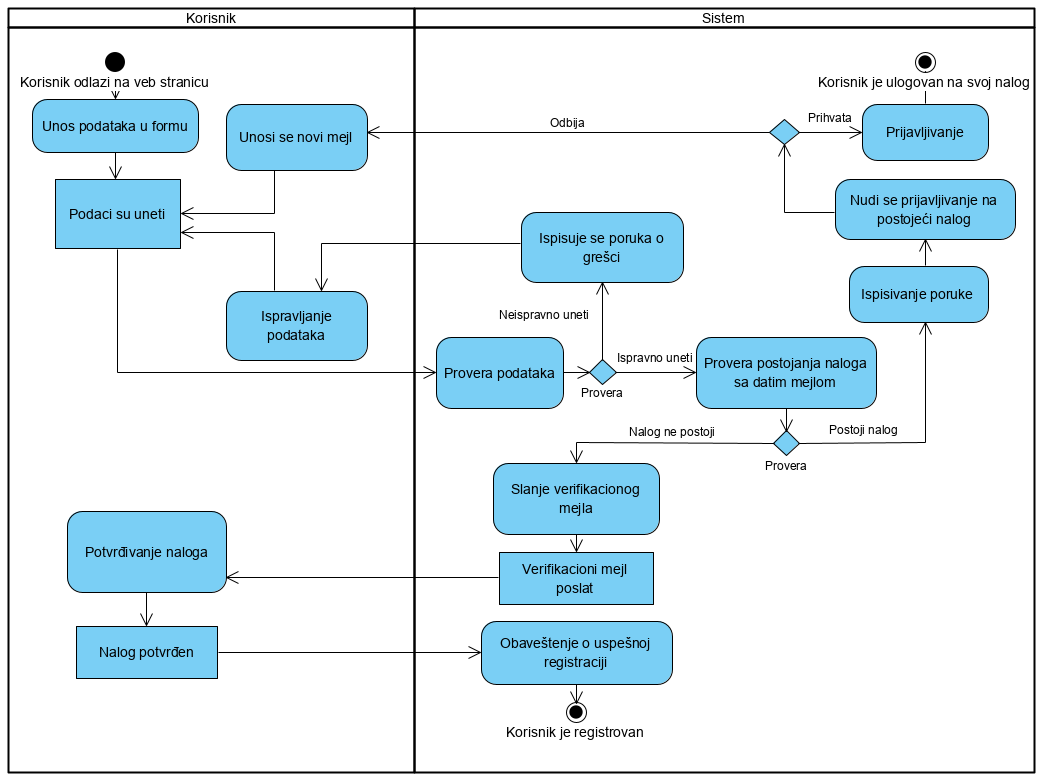 Korisnik
Sistem
Korisnik odlazi na veb stranicu
Korisnik je ulogovan na svoj nalog
Unos podataka u formu
Unosi se novi mejl
Odbija
Prihvata
Prijavljivanje
Podaci su uneti
Nudi se prijavljivanje na
postojeći nalog
Ispisuje se poruka o
grešci
Ispisivanje poruke
Ispravljanje
podataka
Neispravno uneti
Provera podataka
Provera
Ispravno uneti
Provera postojanja naloga
sa datim mejlom
Nalog ne postoji
Postoji nalog
Provera
Slanje verifikacionog
mejla
Potvrđivanje naloga
Verifikacioni mejl
poslat
Nalog potvrđen
Obaveštenje o uspešnoj
registraciji
Korisnik je registrovan